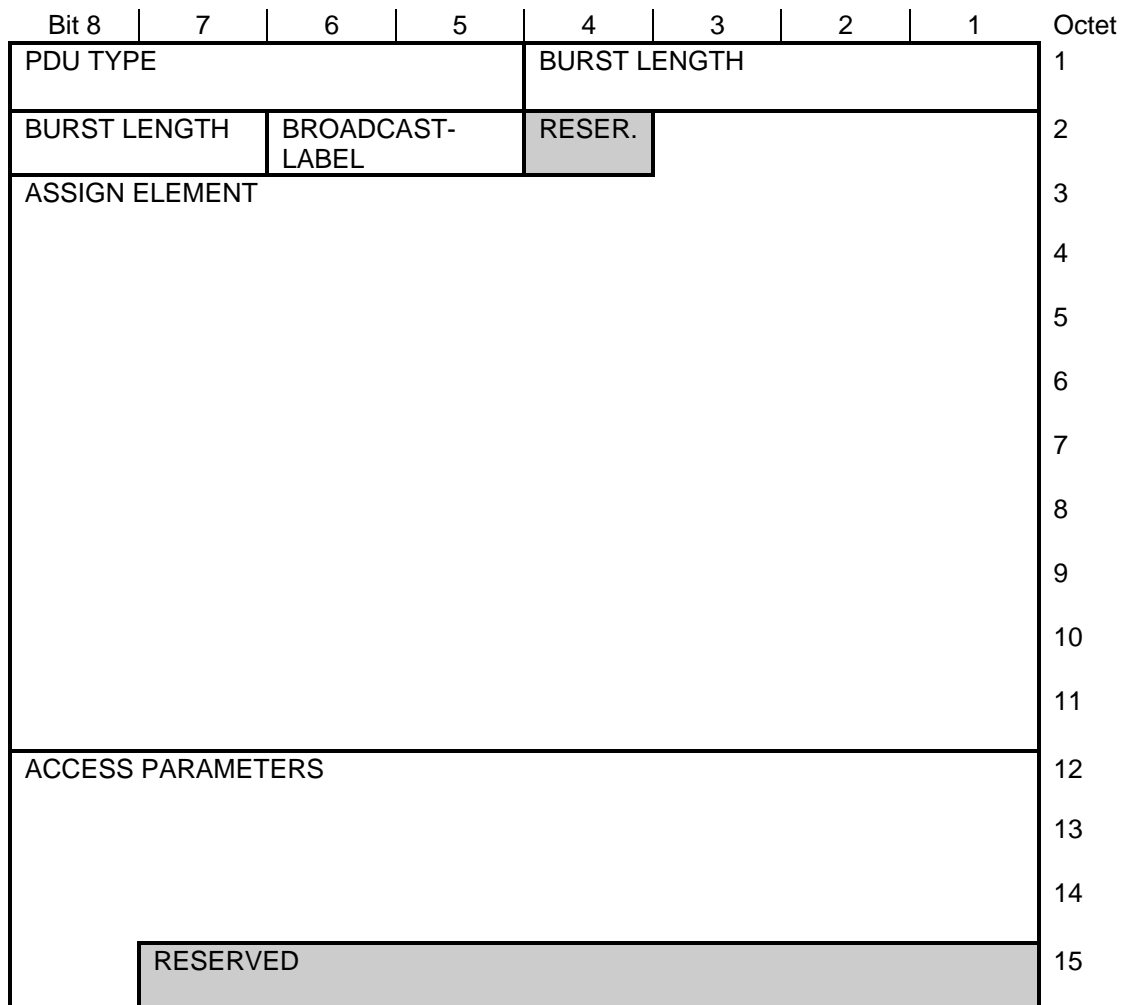 Bit 8 7 6 5 4 3 2 1 Octet
PDU TYPE BURST LENGTH 1
BURST LENGTH BROADCAST- RESER. 2
LABEL
ASSIGN ELEMENT 3
4
5
6
7
8
9
10
11
ACCESS PARAMETERS 12
13
14
RESERVED 15